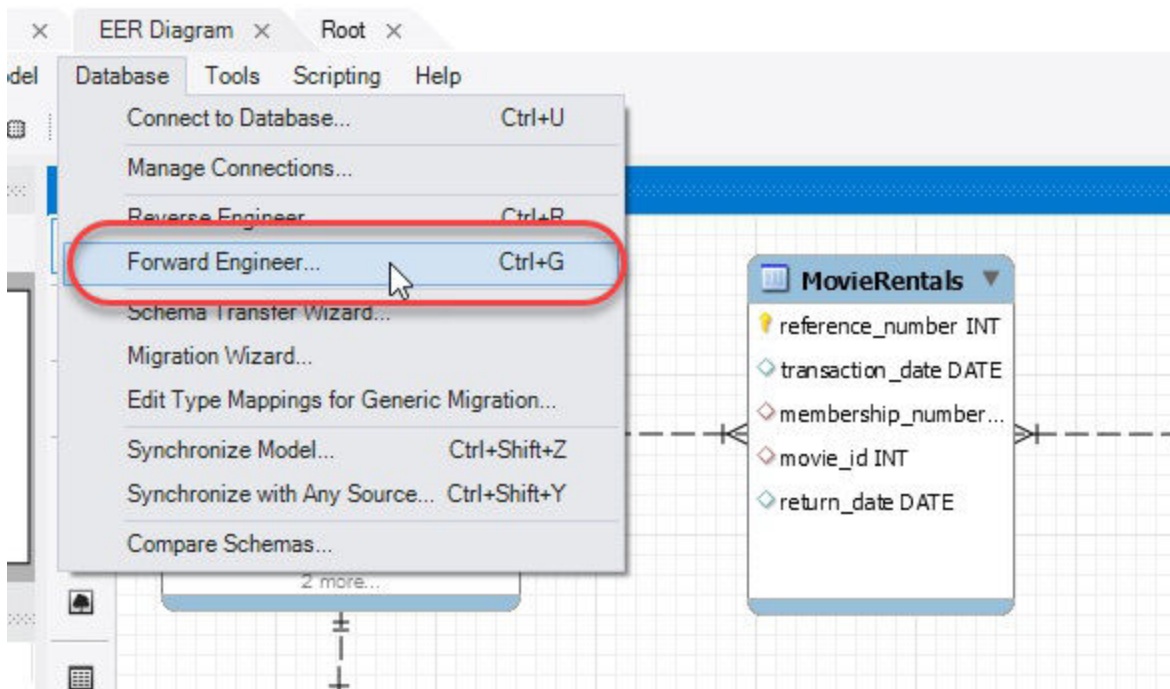 EER Diagram
Root
del
Database Tools Scripting Help
Connect to Database... Ctrl+U
Manage Connections...
Reverse Engineer... Ctrl+R
Forward Engineer... Ctrl+G
Schema Transfer Wizard...
Migration Wizard...
Edit Type Mappings for Generic Migration...
Synchronize Model... Ctrl+Shift+Z
Synchronize with Any Source... Ctrl+Shift+Y
Compare Schemas...
2 more...
MovieRentals
reference_number INT
transaction_date DATE
membership_number...
movie_id INT
return_date DATE